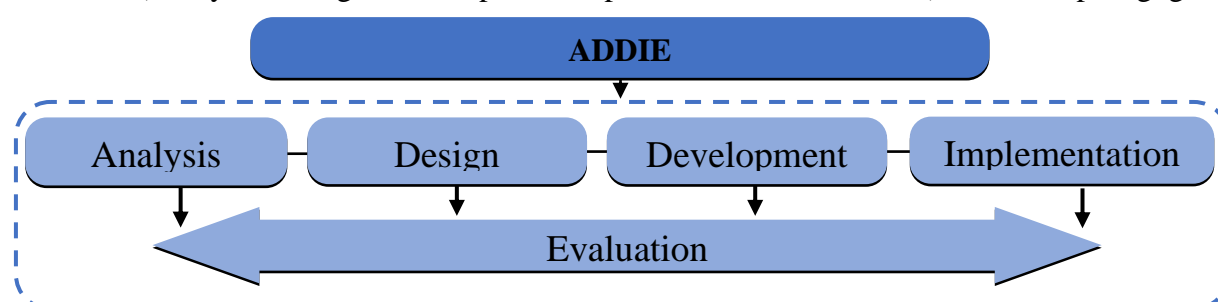 ADDIE
Analysis
Design
Development
Implementation
Evaluation